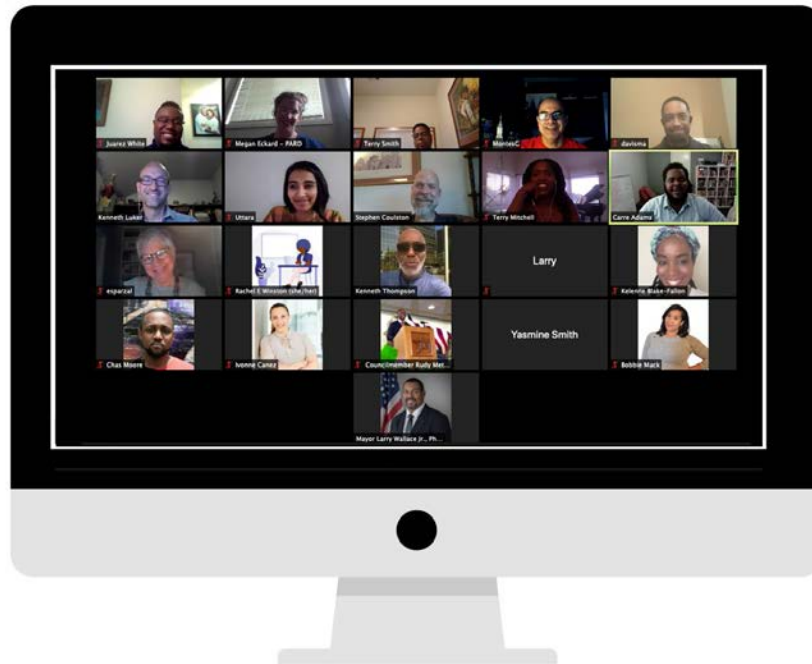 Juarez White
Megan Eckard - PARD
Terry Smith
MontesG
davisma
Kenneth Luker
Uttara
Stephen Coulston
Terry Mitchell
Carre Adams
esparzal
Rachel E Winston (she/her)
Kenneth Thompson
Larry
Kelenne Blake-Fallon
Chas Moore
Ivonne Canez
Councilmember Rudy Met...
Yasmine Smith
Bobbie Mack
Mayor Larry Wallace Jr., Ph...